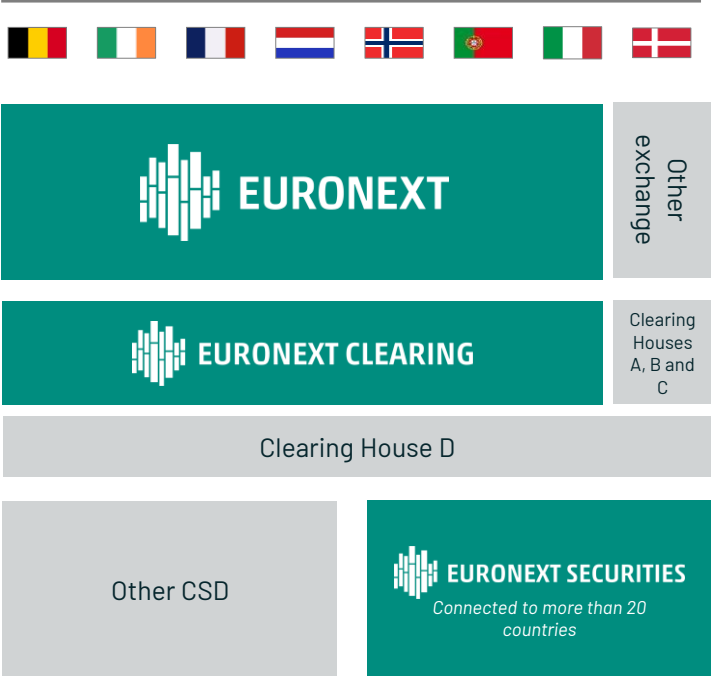 EURONEXT
Other
exchange
EURONEXT CLEARING
Clearing
Houses
A, B and
C
Clearing House D
Other CSD
EURONEXT SECURITIES
Connected to more than 20
countries